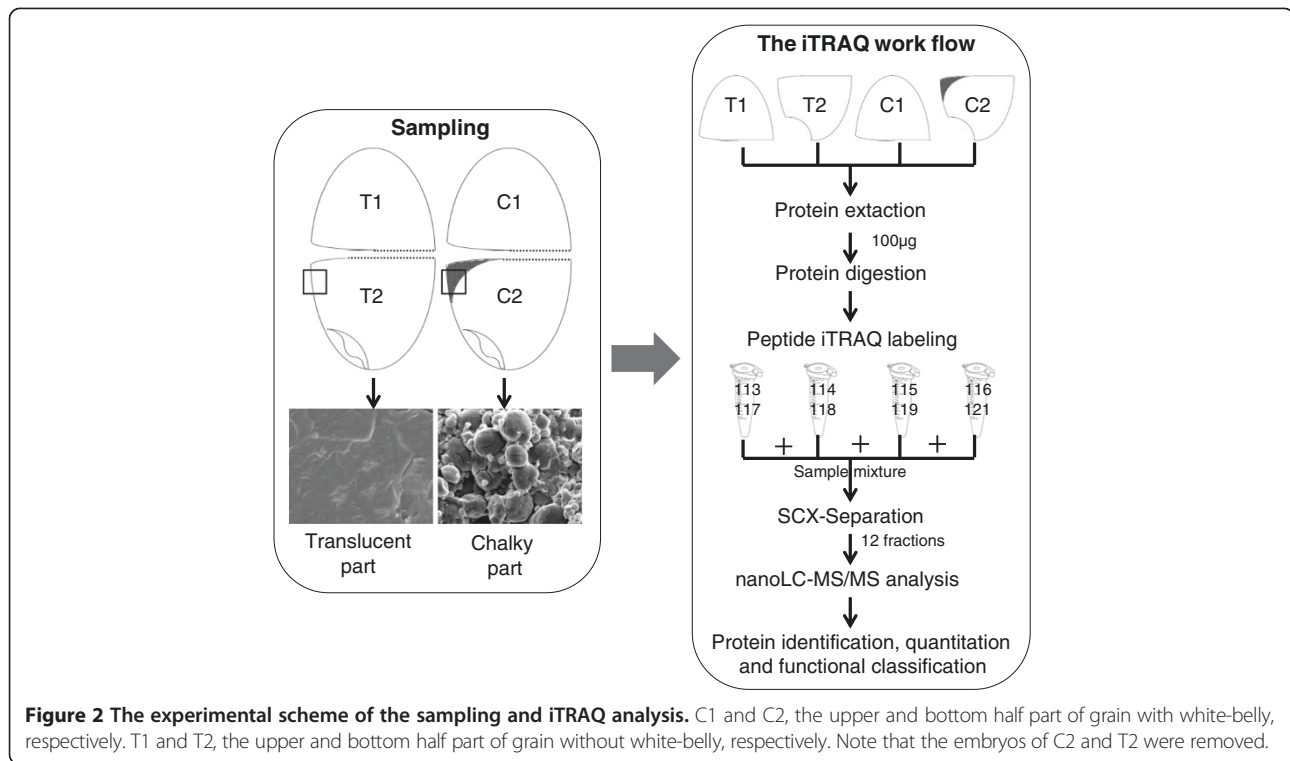 Sampling
T1
C1
T2
C2
Translucent
part
Chalky
part
The iTRAQ work flow
T1
T2
C1
C2
Protein extaction
100µg
Protein digestion
Peptide iTRAQ labeling
113
117
114
118
115
119
116
121
+
+
+
Sample mixture
SCX-Separation
12 fractions
nanoLC-MS/MS analysis
Protein identification, quantitation
and functional classification
Figure 2 The experimental scheme of the sampling and iTRAQ analysis. C1 and C2, the upper and bottom half part of grain with white-belly,
respectively. T1 and T2, the upper and bottom half part of grain without white-belly, respectively. Note that the embryos of C2 and T2 were removed.